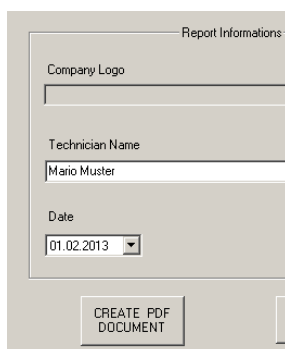 Report Informations
Company Logo
Technician Name
Mario Muster
Date
01.02.2013
CREATE PDF
DOCUMENT